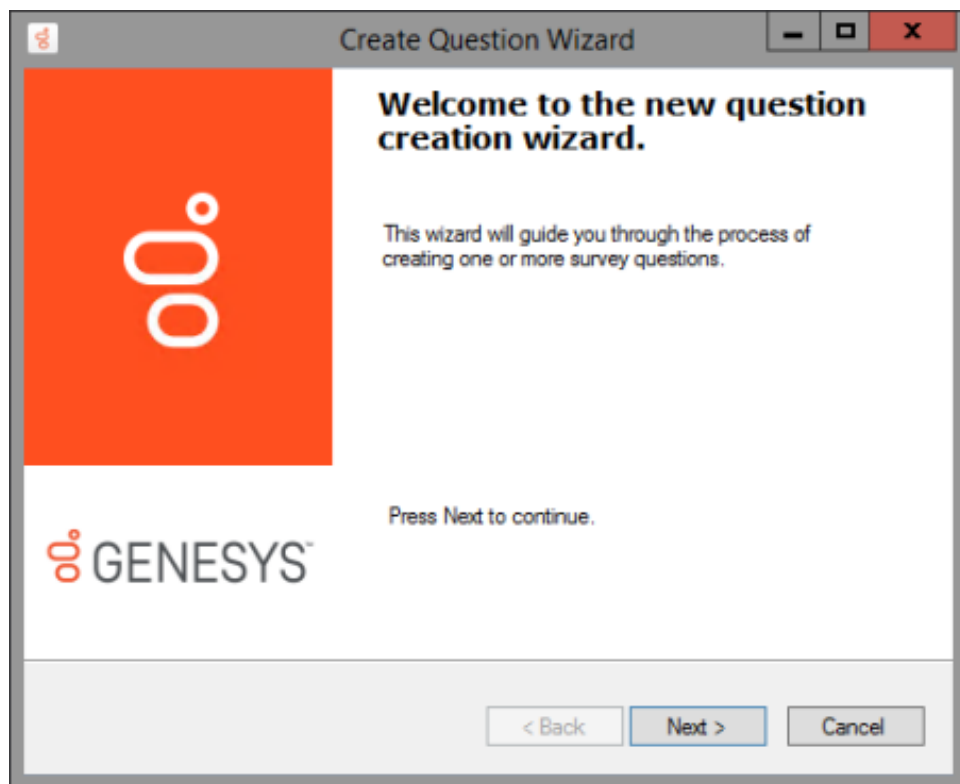 Create Question Wizard
Welcome to the new question
creation wizard.
This wizard will guide you through the process of
creating one or more survey questions.
Press Next to continue.
GENESYS™
< Back
Next >
Cancel